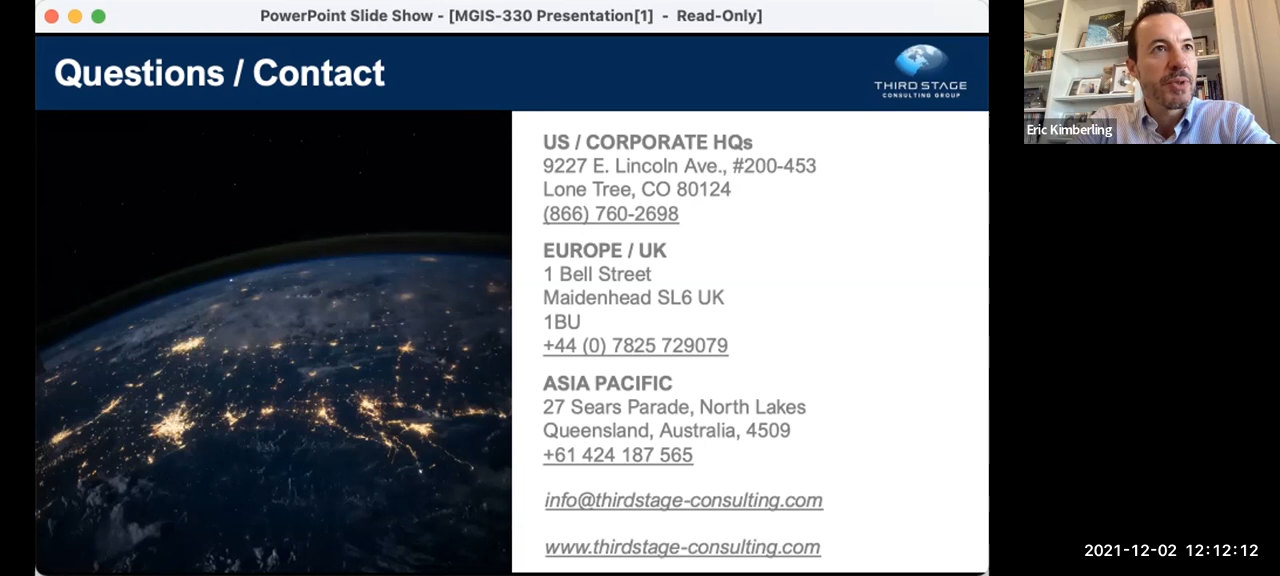 PowerPoint Slide Show - [MGIS-330 Presentation[1] - Read-Only]
Questions / Contact
THIRD STAGE
CONSULTING GROUP
US / CORPORATE HQs
9227 E. Lincoln Ave., #200-453
Lone Tree, CO 80124
(866) 760-2698
EUROPE / UK
1 Bell Street
Maidenhead SL6 UK
1BU
+44 (0) 7825 729079
ASIA PACIFIC
27 Sears Parade, North Lakes
Queensland, Australia, 4509
+61 424 187 565
info@thirdstage-consulting.com
www.thirdstage-consulting.com
Eric Kimberling
2021-12-02 12:12:12